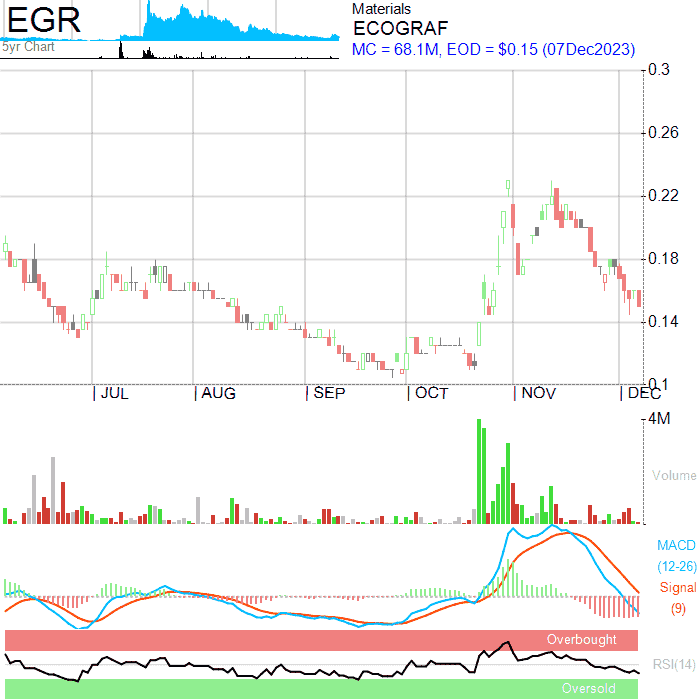 EGR
5yr Chart
Materials
ECOGRAF
MC = 68.1M, EOD = $0.15 (07Dec2023)
0.3
0.26
0.22
0.18
0.14
0.1
JUL AUG SEP OCT NOV DEC
4M
Volume
MACD
(12-26)
Signal
(9)
Overbought
RSI(14)
Oversold